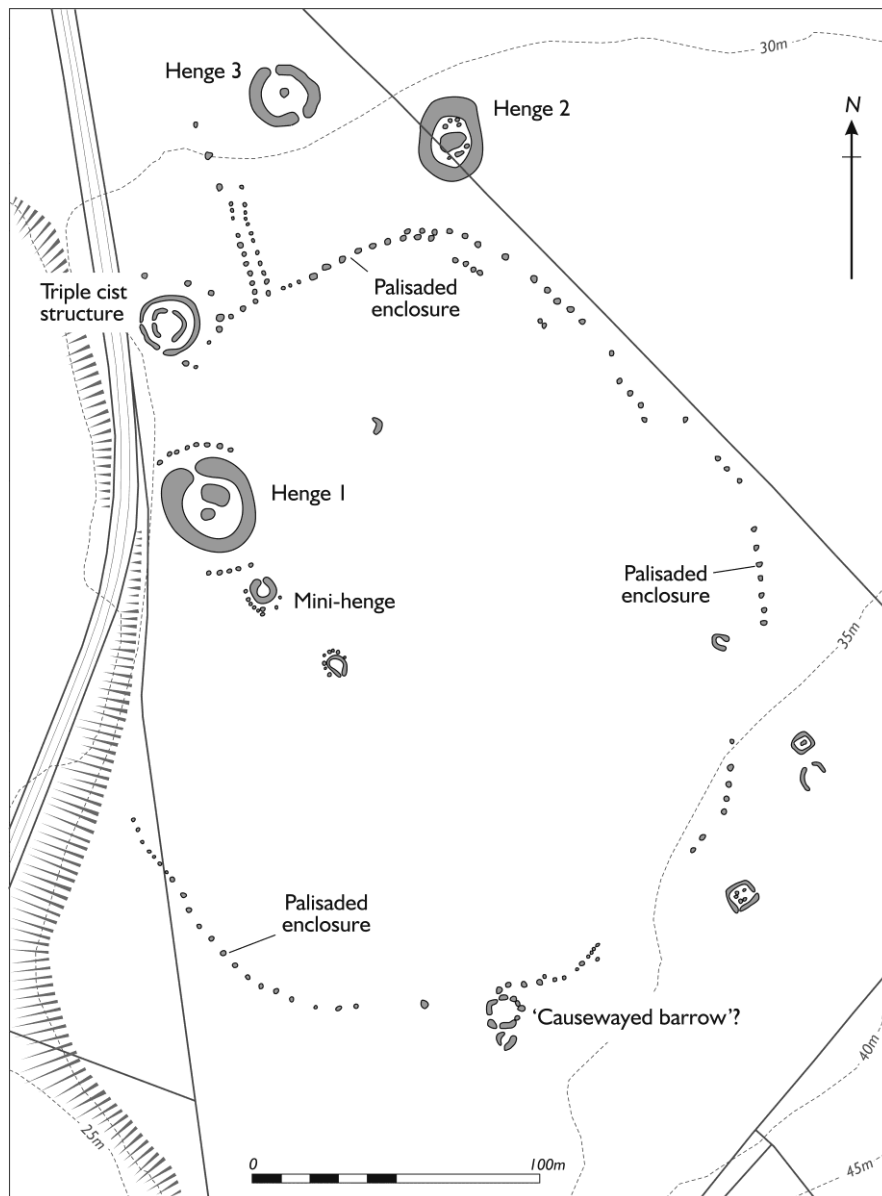 30m
Henge 3
N
Henge 2
Triple cist
structure
Palisaded
enclosure
Henge 1
Palisaded
enclosure
Mini-henge
35m
Palisaded
enclosure
'Causewayed barrow'?
40m
25m
45m
0
100m